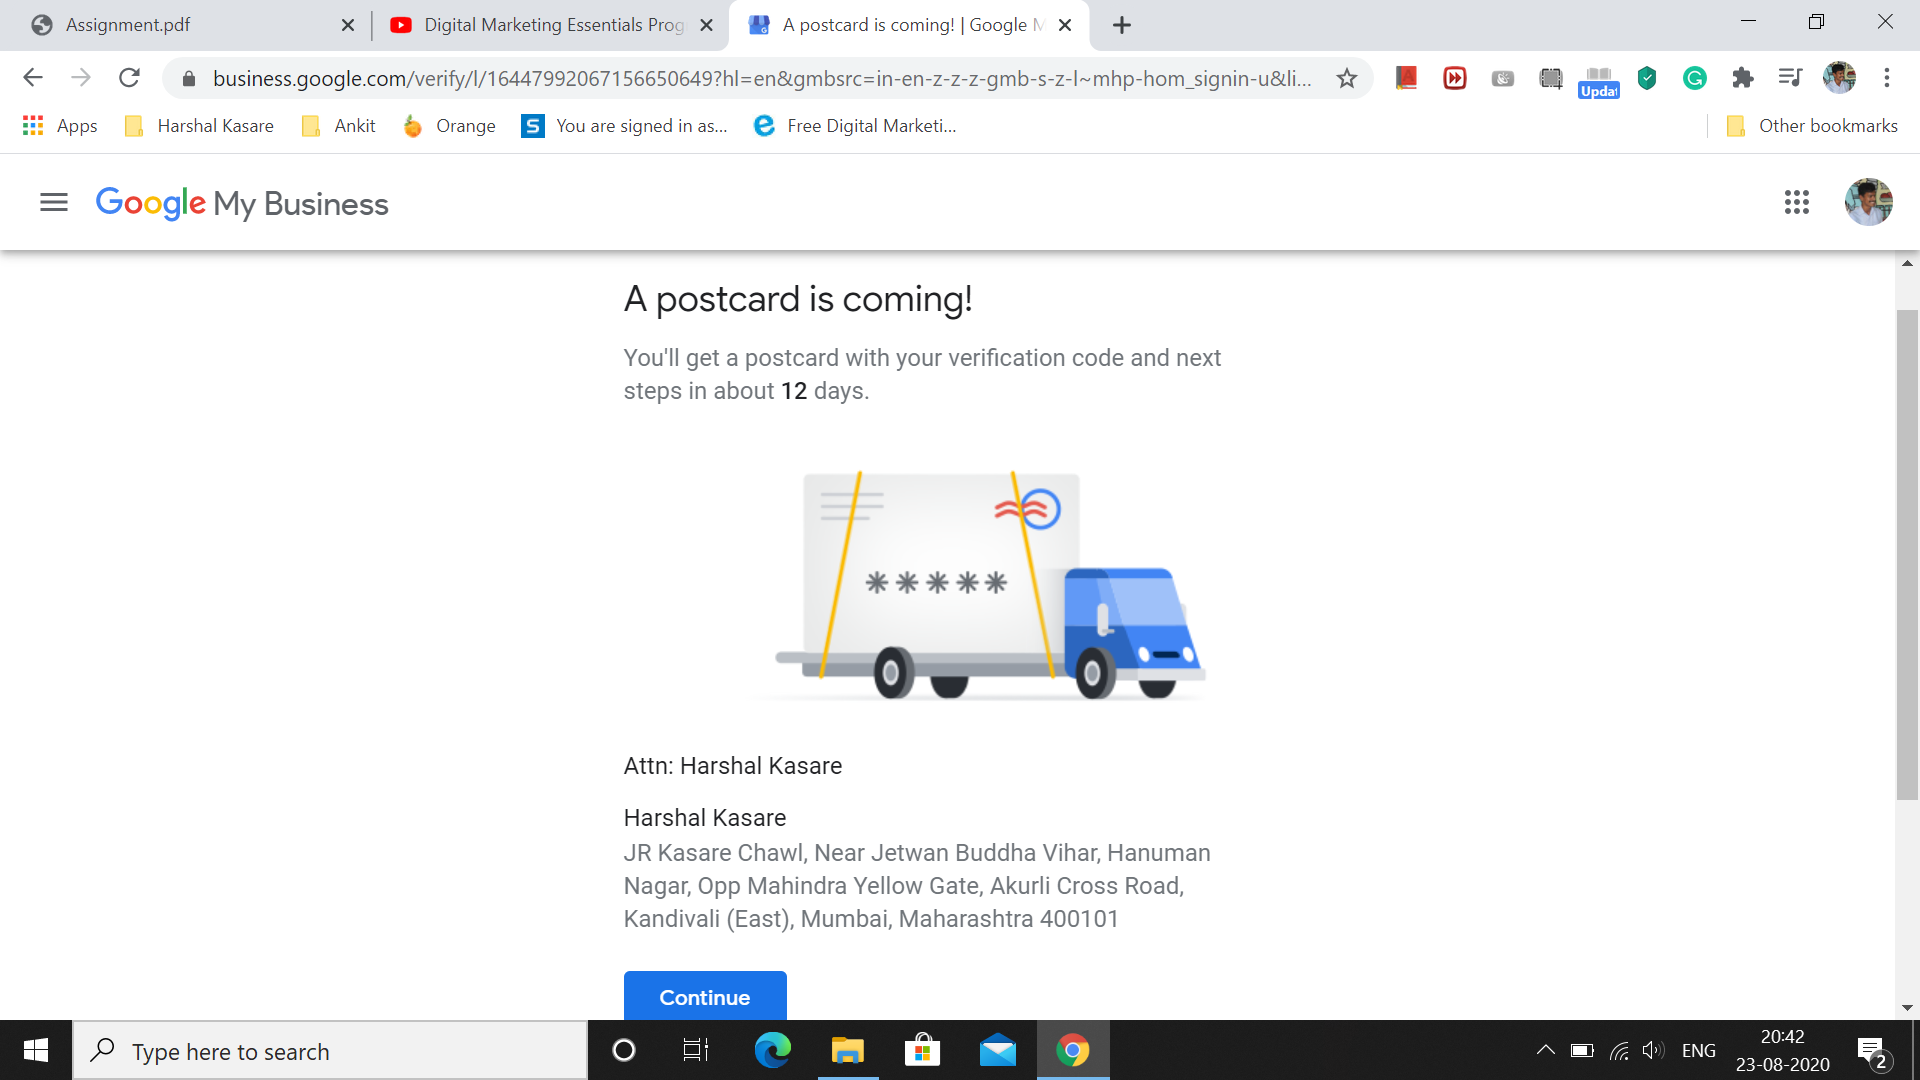 Assignment.pdf
Digital Marketing Essentials Prog
A postcard is coming! | Google M
business.google.com/verify/l/16447992067156650649?hl=en&gmbsrc=in-en-z-z-z-gmb-s-z-l~mhp-hom_signin-u&li...
Updat
Apps
Harshal Kasare
Ankit
Orange
You are signed in as...
Free Digital Marketi...
Other bookmarks
Google My Business
A postcard is coming!
You'll get a postcard with your verification code and next
steps in about 12 days.
*****
Attn: Harshal Kasare
Harshal Kasare
JR Kasare Chawl, Near Jetwan Buddha Vihar, Hanuman
Nagar, Opp Mahindra Yellow Gate, Akurli Cross Road,
Kandivali (East), Mumbai, Maharashtra 400101
Continue
Type here to search
ENG
20:42
23-08-2020
2